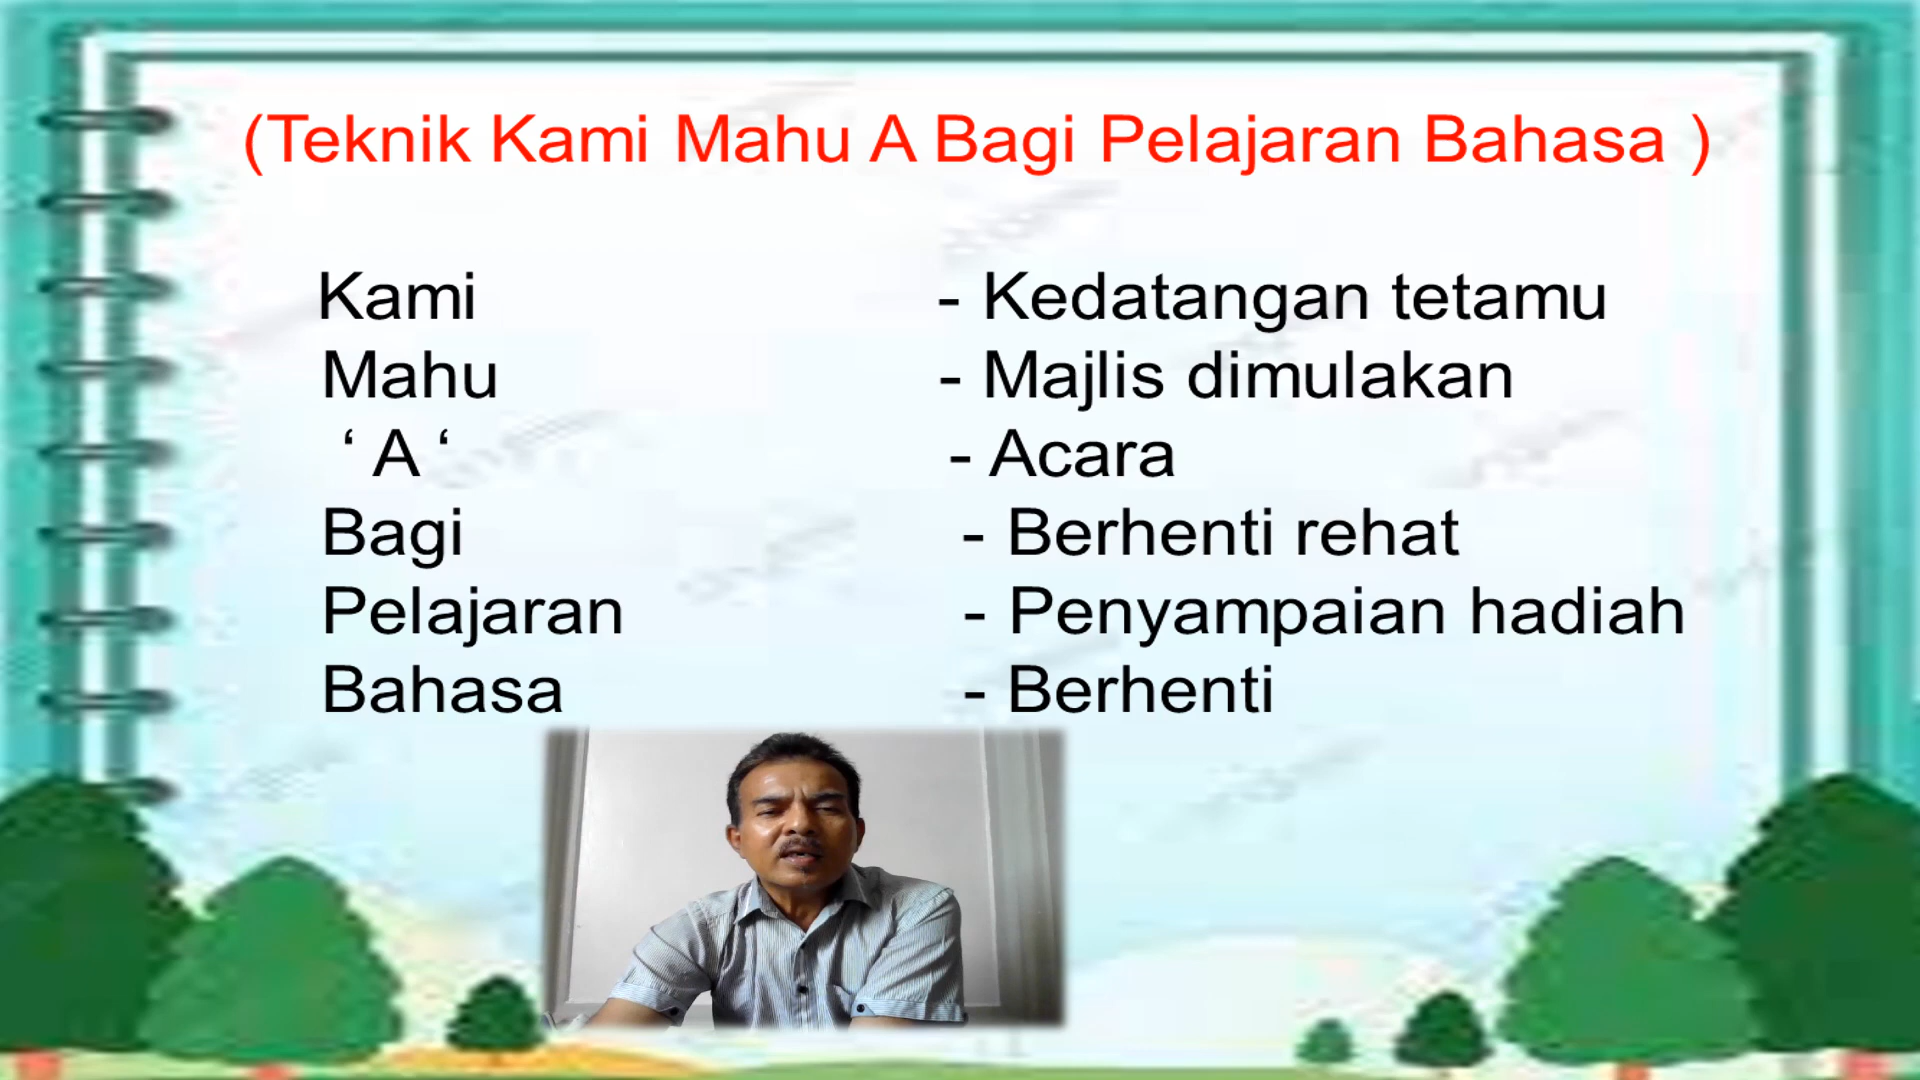 (Teknik Kami Mahu A Bagi Pelajaran Bahasa )
Kami - Kedatangan tetamu
Mahu - Majlis dimulakan
‘ A ‘ - Acara
Bagi - Berhenti rehat
Pelajaran - Penyampaian hadiah
Bahasa - Berhenti